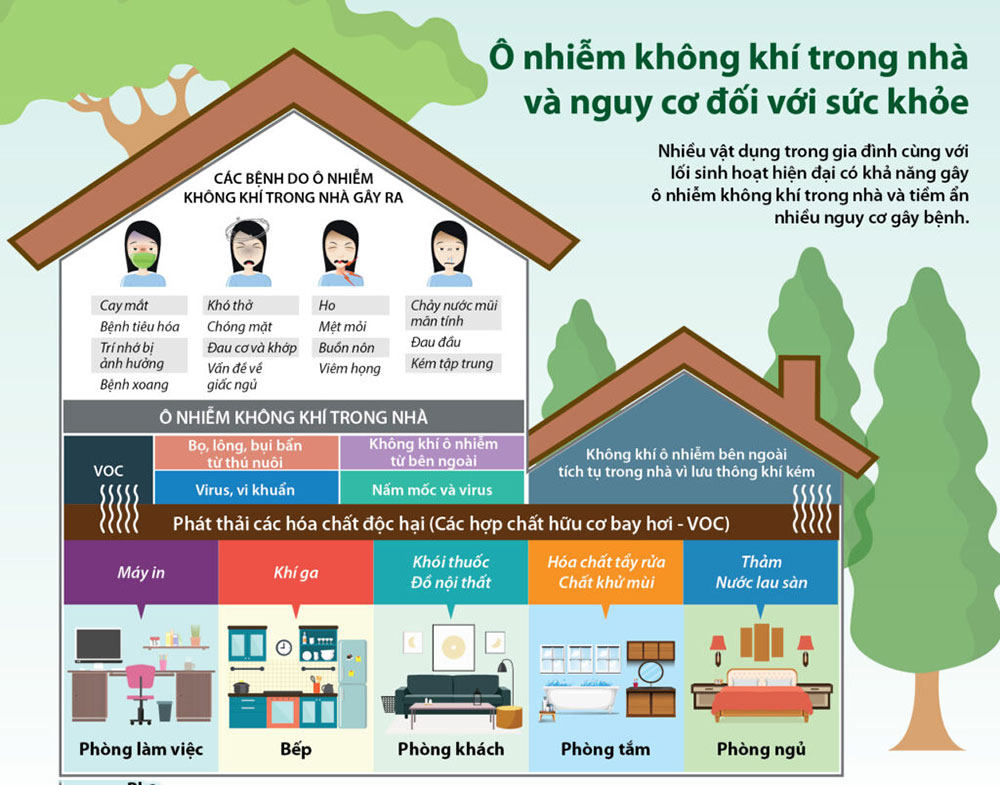 Ô nhiễm không khí trong nhà
và nguy cơ đối với sức khỏe
Nhiều vật dụng trong gia đình cùng với
lối sinh hoạt hiện đại có khả năng gây
ô nhiễm không khí trong nhà và tiềm ẩn
nhiều nguy cơ gây bệnh.
CÁC BỆNH DO Ô NHIỄM
KHÔNG KHÍ TRONG NHÀ GÂY RA
Cay mắt
Bệnh tiêu hóa
Trí nhớ bị
ảnh hưởng
Bệnh xoang
Khó thở
Chóng mặt
Đau cơ và khớp
Vấn đề về
giấc ngủ
Ho
Mệt mỏi
Buồn nôn
Viêm họng
Chảy nước mũi
mãn tính
Đau đầu
Kém tập trung
Ô NHIỄM KHÔNG KHÍ TRONG NHÀ
VOC
Bọ, lông, bụi bẩn
từ thú nuôi
Không khí ô nhiễm
từ bên ngoài
Virus, vi khuẩn
Nấm mốc và virus
Không khí ô nhiễm bên ngoài
tích tụ trong nhà vì lưu thông khí kém
Phát thải các hóa chất độc hại (Các hợp chất hữu cơ bay hơi - VOC)
Máy in
Khí ga
Khói thuốc
Đồ nội thất
Hóa chất tẩy rửa
Chất khử mùi
Thảm
Nước lau sàn
Phòng làm việc
Bếp
Phòng khách
Phòng tắm
Phòng ngủ